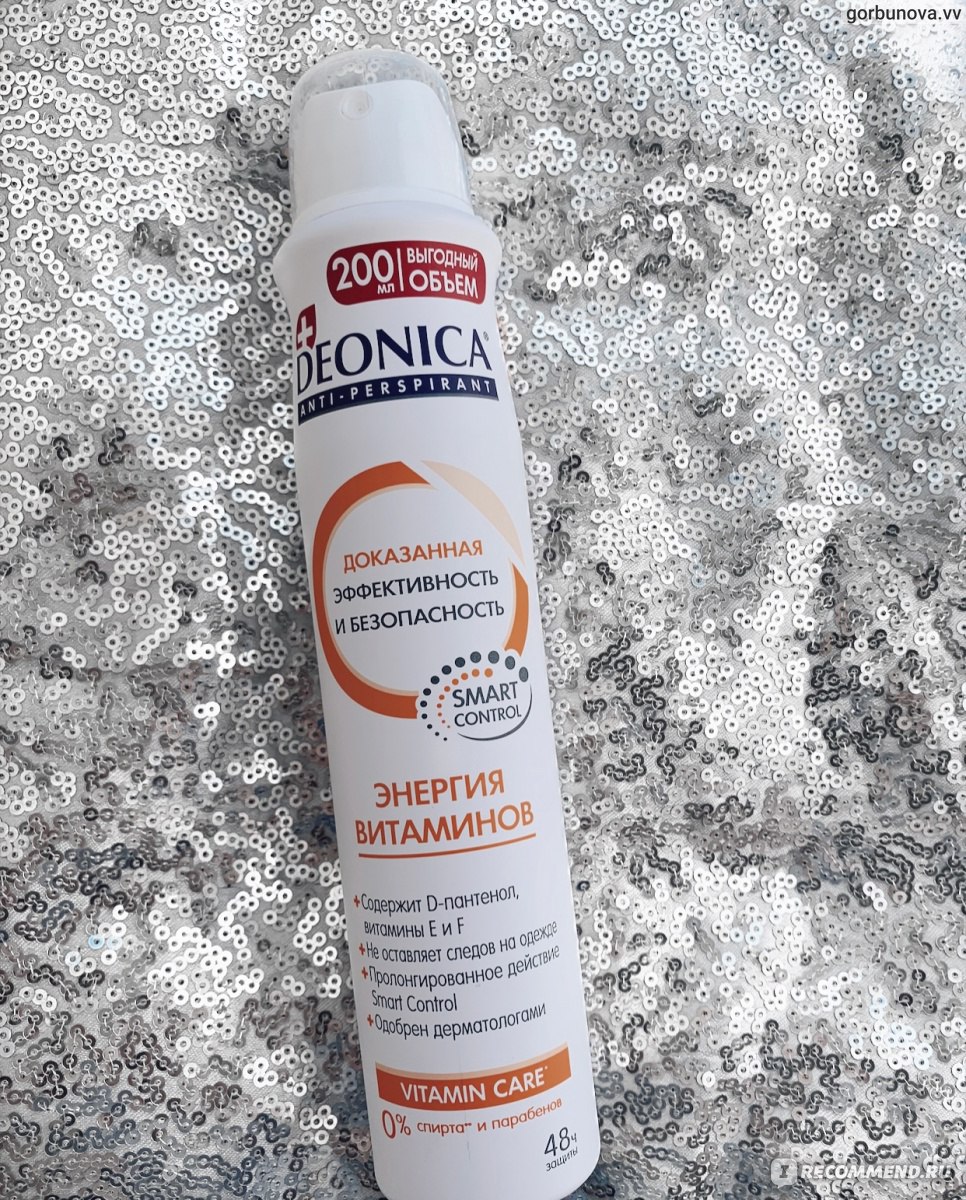 gorbunova.vv
200 мл ВЫГОДНЫЙ
ОБЪЕМ
DEONICA®
ANTI-PERSPIRANT
ДОКАЗАННАЯ
ЭФФЕКТИВНОСТЬ
И БЕЗОПАСНОСТЬ
SMART
CONTROL
ЭНЕРГИЯ
ВИТАМИНОВ
+Содержит D-пантенол,
витамины E и F
+Не оставляет следов на одежде
+Пролонгированное действие
Smart Control
+Одобрен дерматологами
VITAMIN CARE*
0% спирта** и парабенов
48ч
защиты
I RECOMMEND.RU